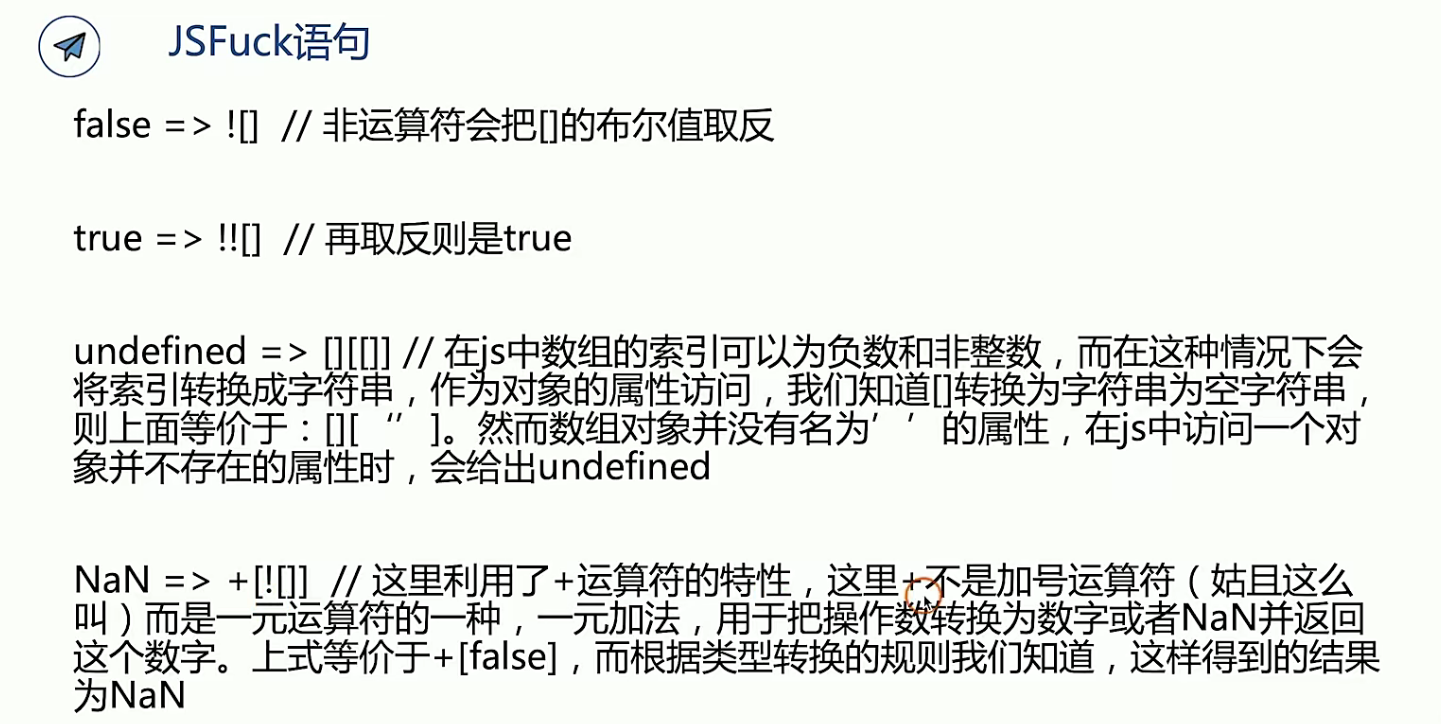 JSFuck语句
false => ![] // 非运算符会把[]的布尔值取反
true => !![] // 再取反则是true
undefined => [][[]] // 在js中数组的索引可以为负数和非整数，而在这种情况下会
将索引转换成字符串，作为对象的属性访问，我们知道[]转换为字符串为空字符串，
则上面等价于：[][“”]。然而数组对象并没有名为’’的属性，在js中访问一个对
象并不存在的属性时，会给出undefined
NaN => +[![]] // 这里利用了+运算符的特性，这里+不是加号运算符（姑且这么
叫）而是一元运算符的一种，一元加法，用于把操作数转换为数字或者NaN并返回
这个数字。上式等价于+[false]，而根据类型转换的规则我们知道，这样得到的结果
为NaN